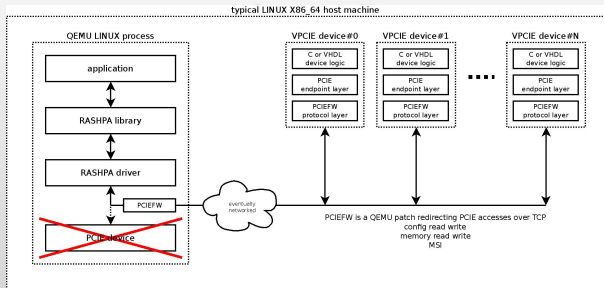 typical LINUX X86_64 host machine
QEMU LINUX process
application
RASHPA library
RASHPA driver
PCIEFW
PCIE device
eventually
networked
VPCIE device#0
C or VHDL
device logic
PCIE
endpoint layer
PCIEFW
protocol layer
VPCIE device#1
C or VHDL
device logic
PCIE
endpoint layer
PCIEFW
protocol layer
VPCIE device#N
C or VHDL
device logic
PCIE
endpoint layer
PCIEFW
protocol layer
PCIEFW is a QEMU patch redirecting PCIE accesses over TCP
config read write
memory read write
MSI